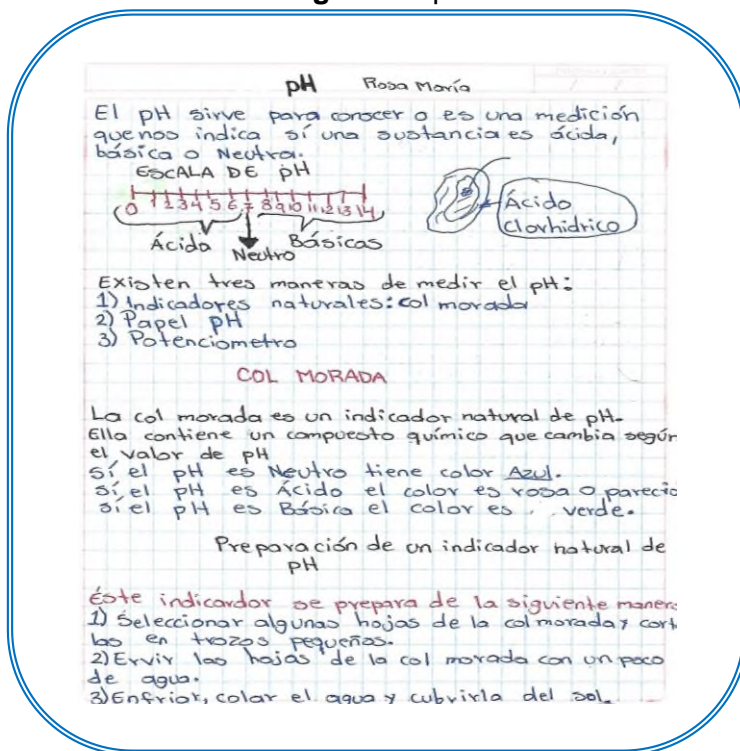 pH Rosa María
El pH sirve para conocer o es una medición
que nos indica sí una sustancia es ácida,
básica o Neutra.
ESCALA DE pH
0 1 2 3 4 5 6 7 8 9 10 11 12 13 14
Ácida Neutro Básicas
Ácido
Clorhidrico
Existen tres maneras de medir el pH:
1) Indicadores naturales: col morada
2) Papel pH
3) Potenciometro
COL MORADA
La col morada es un indicador natural de pH.
Ella contiene un compuesto químico que cambia según
el valor de pH
sí el pH es Neutro tiene color Azul.
sí el pH es Ácido el color es rosa o parecio
sí el pH es Básico el color es verde.
Preparación de un indicador natural de
pH
Éste indicardor se prepara de la siguiente manera
1) Seleccionar algunas hojas de la col morada y cort
las en trozos pequeños.
2) Ervir las hojas de la col morada con un poco
de agua.
3) Enfriar, colar el agua y cubrirla del sol.